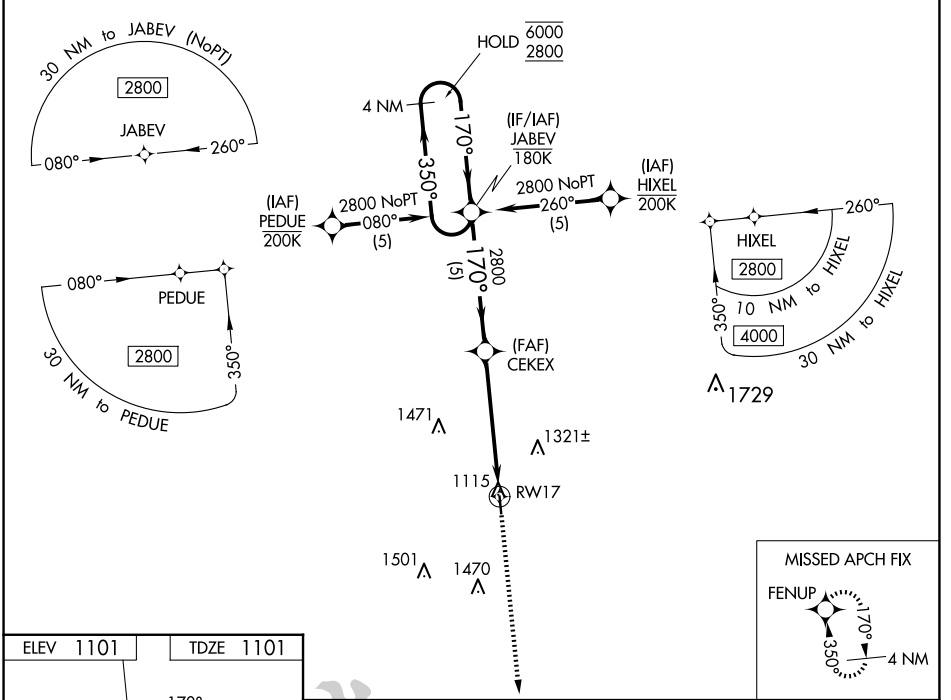 30 NM to JABEV (NoPT)
2800
JABEV
080°
260°
HOLD 6000
2800
4 NM
170°
350°
(IF/IAF)
JABEV
180K
(IAF)
PEDUE
200K
2800 NoPT
080°
(5)
2800 NoPT
260°
(5)
(IAF)
HIXEL
200K
2800
170°
(5)
(FAF)
CEKEX
080°
PEDUE
2800
350°
30 NM to PEDUE
260°
HIXEL
2800
350°
10 NM to HIXEL
4000
30 NM to HIXEL
1729
1471
1321±
1115
RW17
1501
1470
MISSED APCH FIX
FENUP
170°
350°
4 NM
ELEV 1101
TDZE 1101